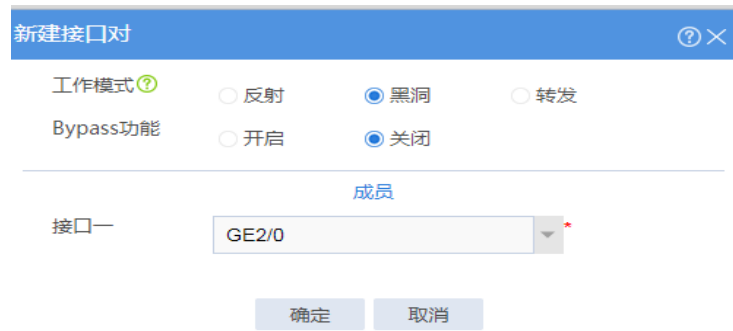 新建接口对
工作模式 反射 黑洞 转发
Bypass功能 开启 关闭
成员
接口一 GE2/0 *
确定 取消